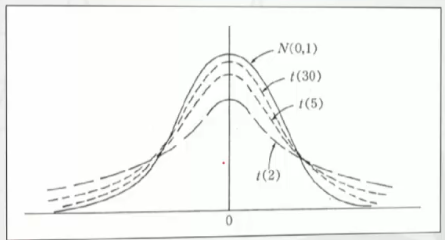 N(0,1)
t(30)
t(5)
t(2)
0